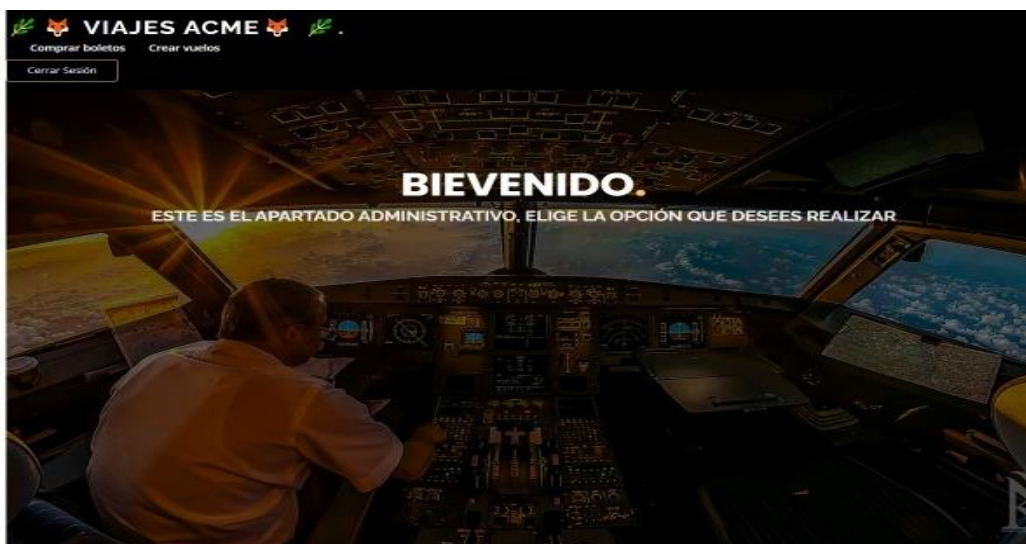 🌿 🦊 VIAJES ACME 🦊 🌿.
Comprar boletos Crear vuelos
Cerrar Sesión
BIEVENIDO.
ESTE ES EL APARTADO ADMINISTRATIVO, ELIGE LA OPCIÓN QUE DESEES REALIZAR